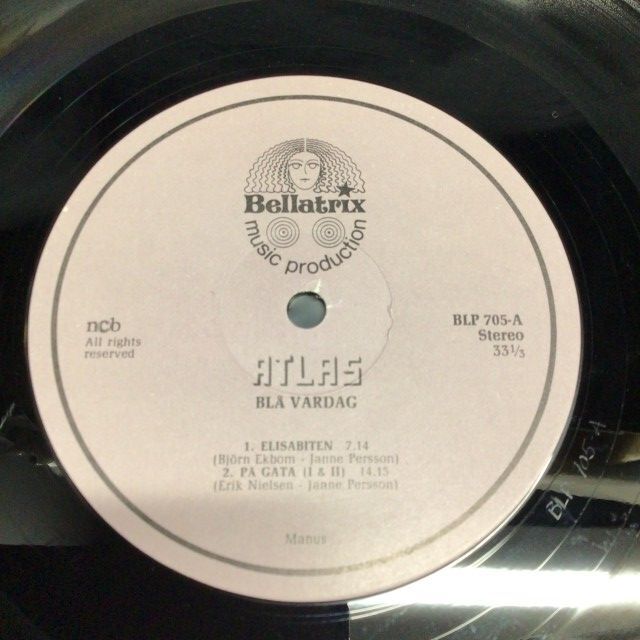 Bellatrix
music production
ncb
All rights
reserved
BLP 705-A
Stereo
33⅓
ATLAS
BLÅ VARDAG
1. ELISABITEN 7.14
(Björn Ekbom - Janne Persson)
2. PÅ GATA (I & II) 14.15
(Erik Nielsen - Janne Persson)
Manus